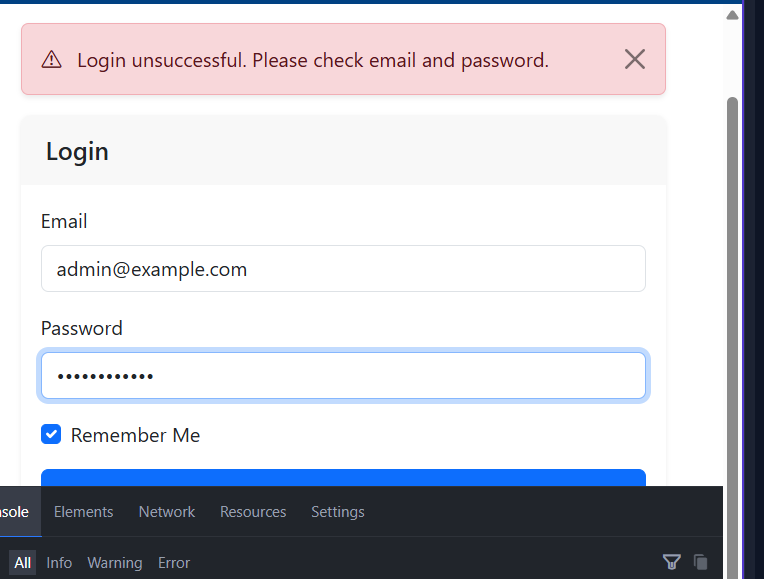 Login unsuccessful. Please check email and password.
Login
Email
admin@example.com
Password
••••••••••••
Remember Me
nsole Elements Network Resources Settings
All Info Warning Error